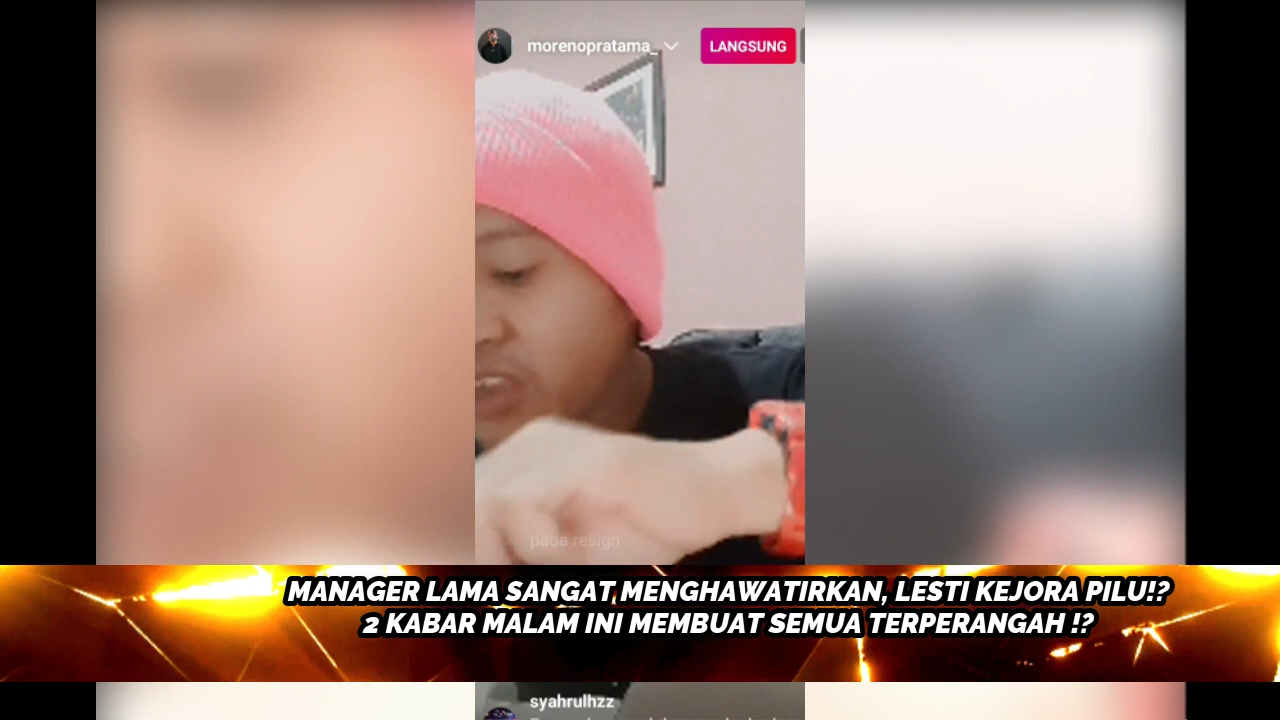 morenopratama_
LANGSUNG
pada resign
MANAGER LAMA SANGAT MENGHAWATIRKAN, LESTI KEJORA PILU!?
2 KABAR MALAM INI MEMBUAT SEMUA TERPERANGAH !?
syahrulhzz